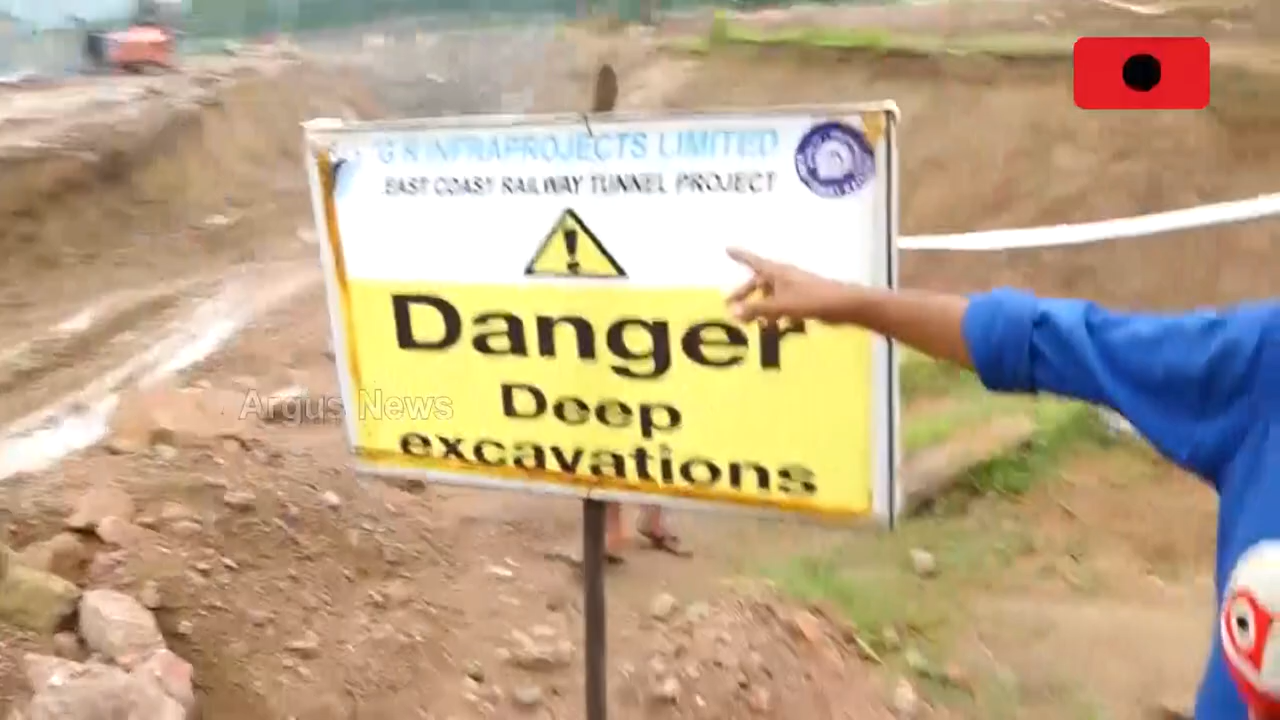 G R INFRAPROJECTS LIMITED
EAST COAST RAILWAY TUNNEL PROJECT
Danger
Deep
excavations
Argus News